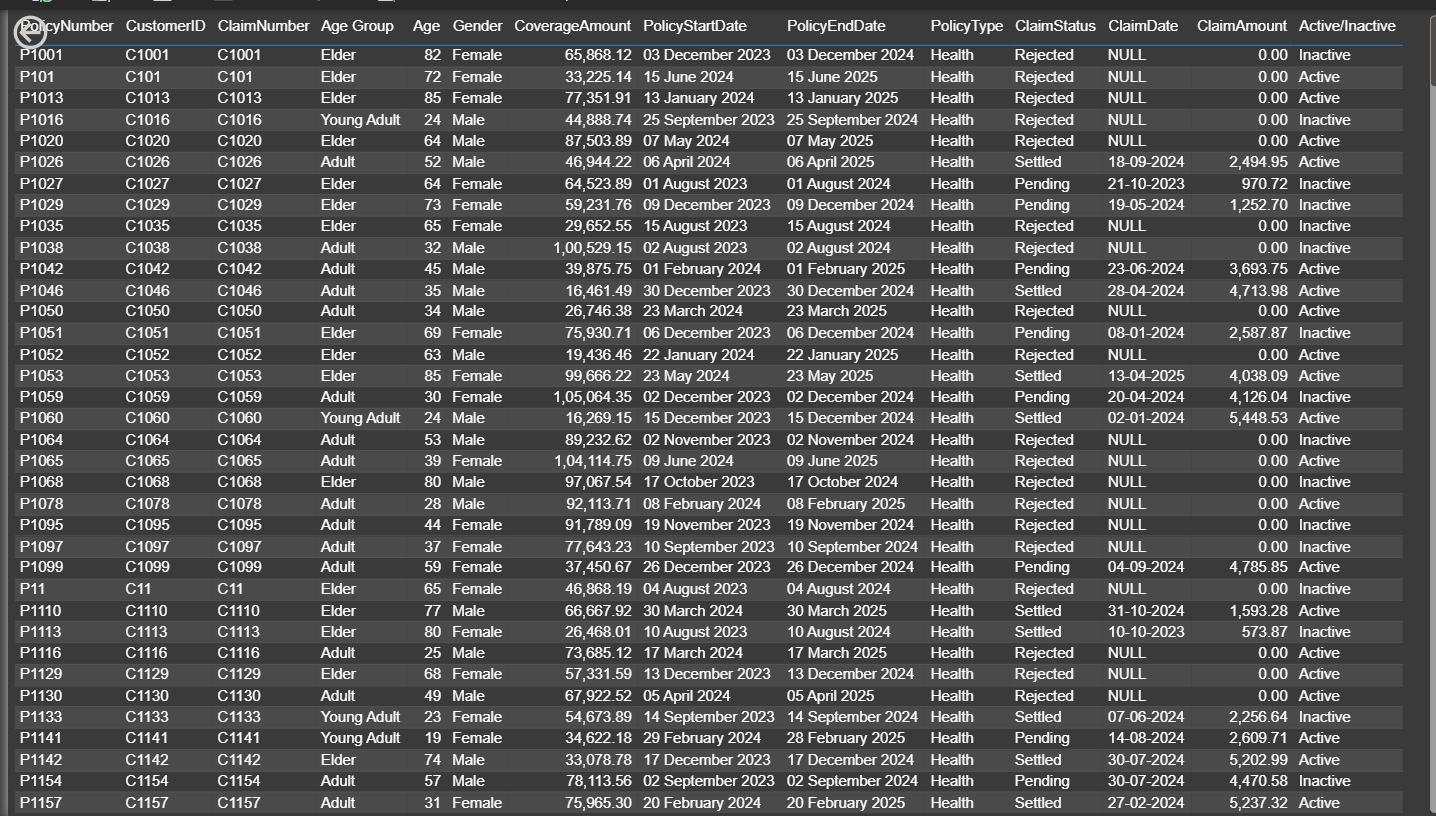 PolicyNumber CustomerID ClaimNumber Age Group Age Gender CoverageAmount PolicyStartDate PolicyEndDate PolicyType ClaimStatus ClaimDate ClaimAmount Active/Inactive
P1001 C1001 C1001 Elder 82 Female 65,868.12 03 December 2023 03 December 2024 Health Rejected NULL 0.00 Inactive
P101 C101 C101 Elder 72 Female 33,225.14 15 June 2024 15 June 2025 Health Rejected NULL 0.00 Active
P1013 C1013 C1013 Elder 85 Female 77,351.91 13 January 2024 13 January 2025 Health Rejected NULL 0.00 Active
P1016 C1016 C1016 Young Adult 24 Male 44,888.74 25 September 2023 25 September 2024 Health Rejected NULL 0.00 Inactive
P1020 C1020 C1020 Elder 64 Male 87,503.89 07 May 2024 07 May 2025 Health Rejected NULL 0.00 Active
P1026 C1026 C1026 Adult 52 Male 46,944.22 06 April 2024 06 April 2025 Health Settled 18-09-2024 2,494.95 Inactive
P1027 C1027 C1027 Elder 64 Female 64,523.89 01 August 2023 01 August 2024 Health Pending 21-10-2023 970.72 Inactive
P1029 C1029 C1029 Elder 73 Female 59,231.76 09 December 2023 09 December 2024 Health Pending 19-05-2024 1,252.70 Inactive
P1035 C1035 C1035 Elder 65 Female 29,652.55 15 August 2023 15 August 2024 Health Rejected NULL 0.00 Inactive
P1038 C1038 C1038 Adult 32 Male 1,00,529.15 02 August 2023 02 August 2024 Health Rejected NULL 0.00 Inactive
P1042 C1042 C1042 Adult 45 Male 39,875.75 01 February 2024 01 February 2025 Health Pending 23-06-2024 3,693.75 Active
P1046 C1046 C1046 Adult 35 Male 16,461.49 30 December 2023 30 December 2024 Health Settled 28-04-2024 4,713.98 Active
P1050 C1050 C1050 Adult 34 Male 26,746.38 23 March 2024 23 March 2025 Health Rejected NULL 0.00 Active
P1051 C1051 C1051 Elder 69 Female 75,930.71 06 December 2023 06 December 2024 Health Pending 08-01-2024 2,587.87 Inactive
P1052 C1052 C1052 Elder 63 Male 19,436.46 22 January 2024 22 January 2025 Health Rejected NULL 0.00 Active
P1053 C1053 C1053 Elder 85 Female 99,666.22 23 May 2024 23 May 2025 Health Settled 13-04-2025 4,038.09 Active
P1059 C1059 C1059 Adult 30 Female 1,05,064.35 02 December 2023 02 December 2024 Health Pending 20-04-2024 4,126.04 Inactive
P1060 C1060 C1060 Young Adult 24 Male 16,269.15 15 December 2023 15 December 2024 Health Settled 02-01-2024 5,448.53 Active
P1064 C1064 C1064 Adult 53 Male 89,232.62 02 November 2023 02 November 2024 Health Rejected NULL 0.00 Inactive
P1065 C1065 C1065 Adult 39 Female 1,04,114.75 09 June 2024 09 June 2025 Health Rejected NULL 0.00 Active
P1068 C1068 C1068 Elder 80 Male 97,067.54 17 October 2023 17 October 2024 Health Rejected NULL 0.00 Inactive
P1078 C1078 C1078 Adult 28 Male 92,113.71 08 February 2024 08 February 2025 Health Rejected NULL 0.00 Active
P1095 C1095 C1095 Adult 44 Female 91,789.09 19 November 2023 19 November 2024 Health Rejected NULL 0.00 Inactive
P1097 C1097 C1097 Adult 37 Female 77,643.23 10 September 2023 10 September 2024 Health Rejected NULL 0.00 Inactive
P1099 C1099 C1099 Adult 59 Female 37,450.67 26 December 2023 26 December 2024 Health Pending 04-09-2024 4,785.85 Active
P11 C11 C11 Elder 65 Female 46,868.19 04 August 2023 04 August 2024 Health Rejected NULL 0.00 Inactive
P1110 C1110 C1110 Elder 77 Male 66,667.92 30 March 2024 30 March 2025 Health Settled 31-10-2024 1,593.28 Active
P1113 C1113 C1113 Elder 80 Female 26,468.01 10 August 2023 10 August 2024 Health Settled 10-10-2023 573.87 Inactive
P1116 C1116 C1116 Adult 25 Male 73,685.12 17 March 2024 17 March 2025 Health Rejected NULL 0.00 Active
P1129 C1129 C1129 Elder 68 Female 57,331.59 13 December 2023 13 December 2024 Health Rejected NULL 0.00 Active
P1130 C1130 C1130 Adult 49 Male 67,922.52 05 April 2024 05 April 2025 Health Rejected NULL 0.00 Active
P1133 C1133 C1133 Young Adult 23 Female 54,673.89 14 September 2023 14 September 2024 Health Settled 07-06-2024 2,256.64 Inactive
P1141 C1141 C1141 Young Adult 19 Female 34,622.18 29 February 2024 28 February 2025 Health Pending 14-08-2024 2,609.71 Active
P1142 C1142 C1142 Elder 74 Male 33,078.78 17 December 2023 17 December 2024 Health Settled 30-07-2024 5,202.99 Active
P1154 C1154 C1154 Adult 57 Male 78,113.56 02 September 2023 02 September 2024 Health Pending 30-07-2024 4,470.58 Inactive
P1157 C1157 C1157 Adult 31 Female 75,965.30 20 February 2024 20 February 2025 Health Settled 27-02-2024 5,237.32 Active